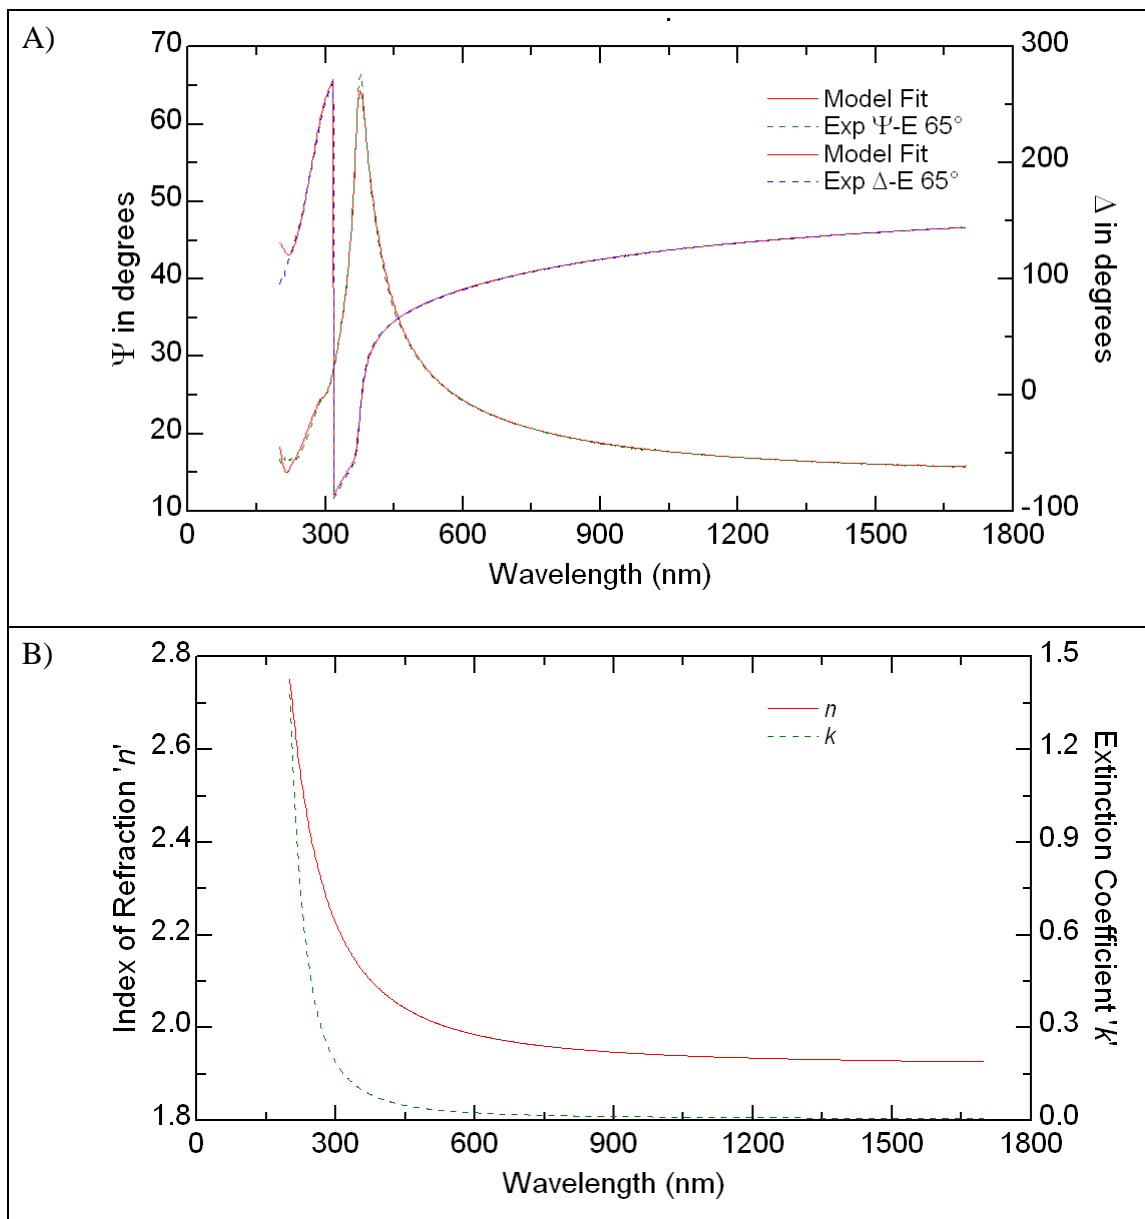 A)
70
60
50
40
30
20
10
Ψ in degrees
300
200
100
0
-100
Δ in degrees
Model Fit
Exp Ψ-E 65°
Model Fit
Exp Δ-E 65°
0 300 600 900 1200 1500 1800
Wavelength (nm)
B)
2.8
2.6
2.4
2.2
2.0
1.8
Index of Refraction 'n'
1.5
1.2
0.9
0.6
0.3
0.0
Extinction Coefficient 'k'
n
k
0 300 600 900 1200 1500 1800
Wavelength (nm)